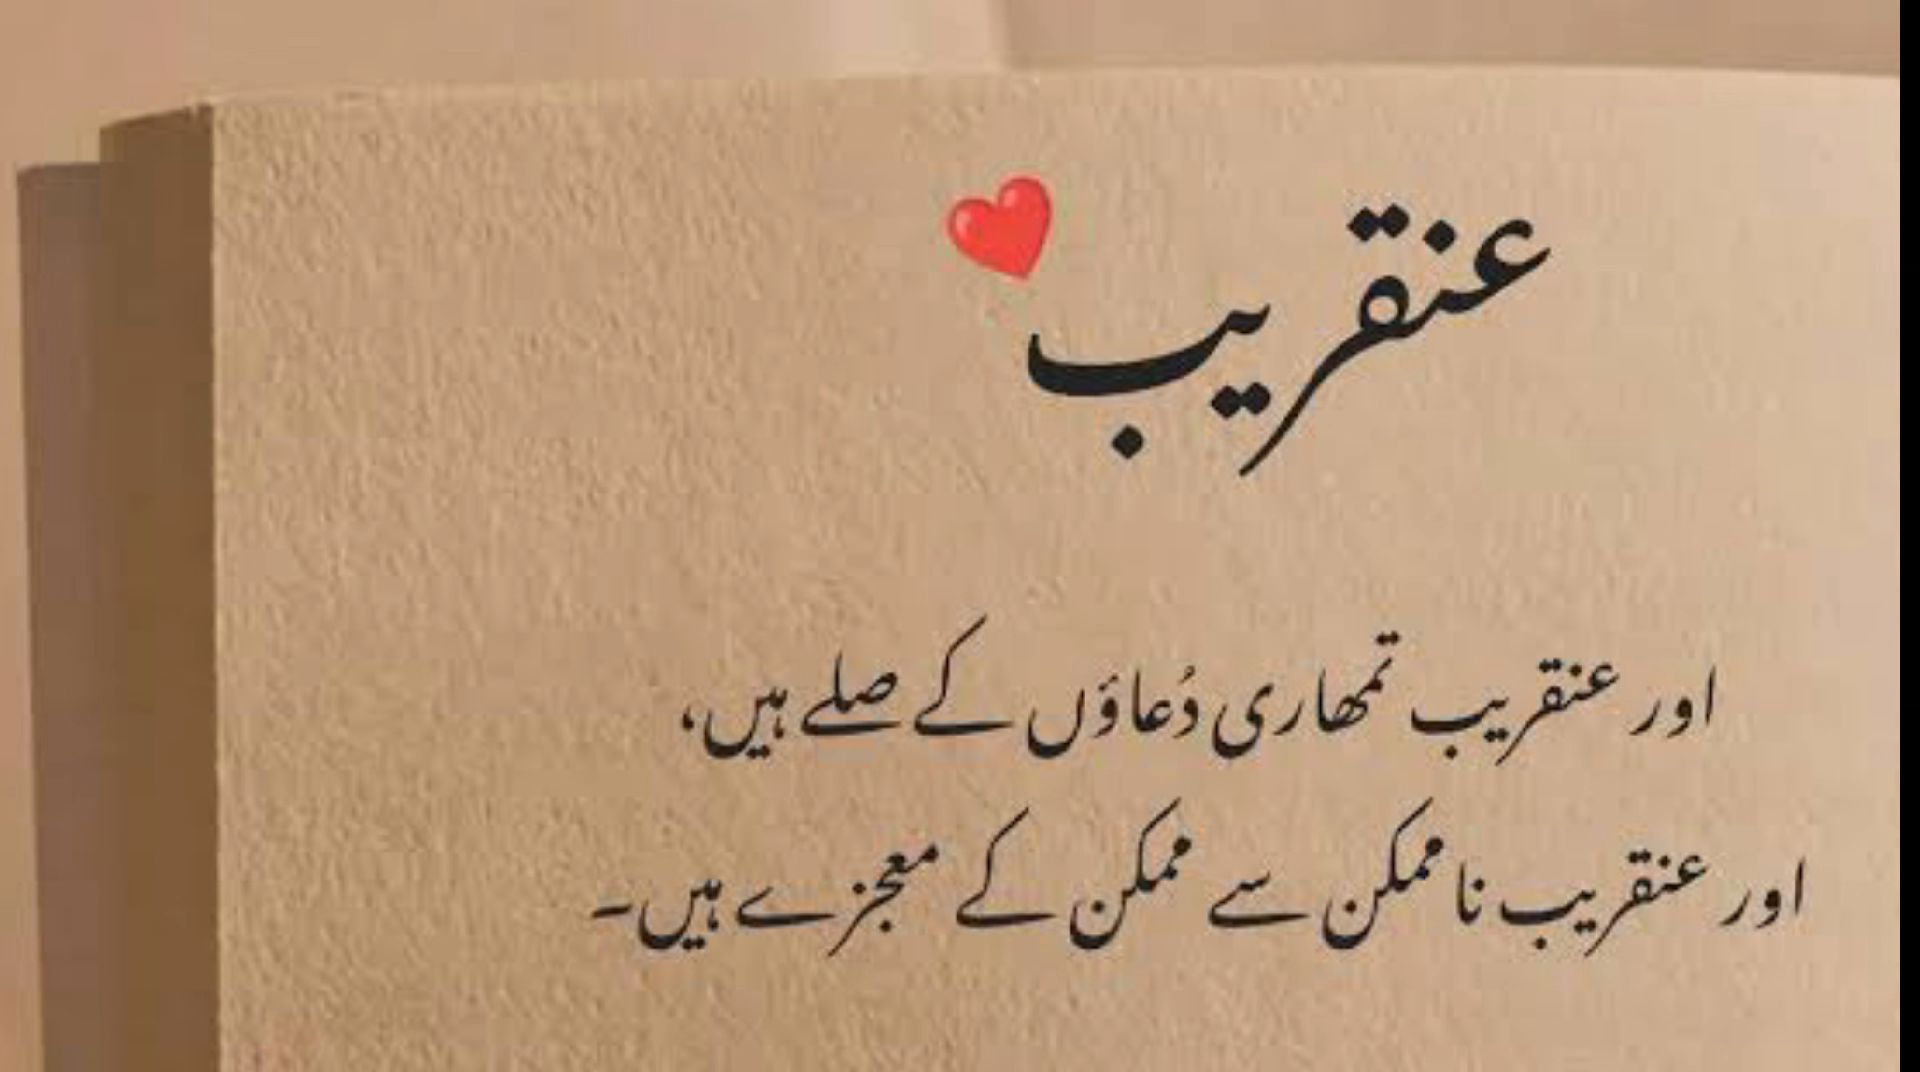 عنقریب
اور عنقریب تمھاری دُعاؤں کے صلے ہیں،
اور عنقریب ناممکن سے ممکن کے معجزے ہیں۔